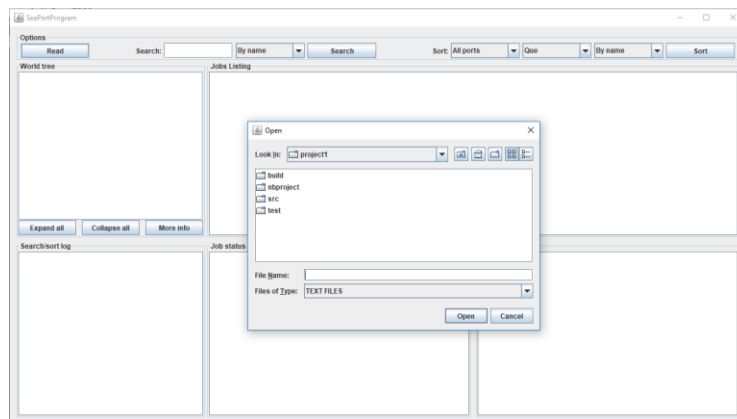 SeaPortProgram
Options
Read Search: By name Search Sort: All ports Que By name Sort
World tree Jobs Listing
Open
Look In: project1
build
nbproject
src
test
Expand all Collapse all More info
Search/sort log Job status
File Name:
Files of Type: TEXT FILES
Open Cancel